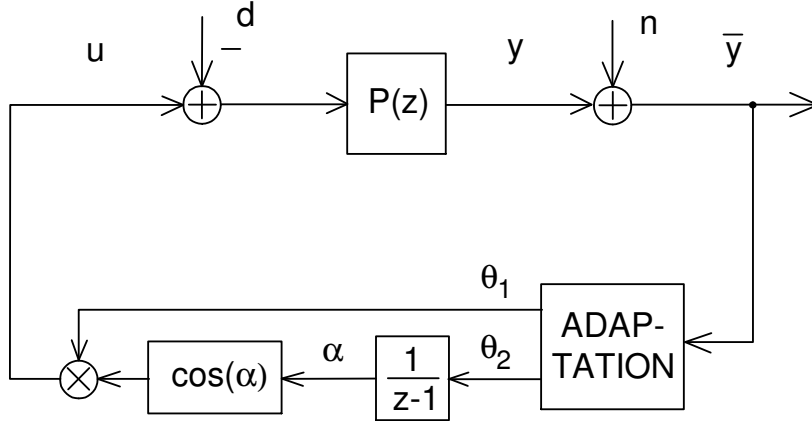 d
u
–
y
n
y̅
+
P(z)
+
θ₁
ADAP-
TATION
θ₂
α
×
cos(α)
1
z-1